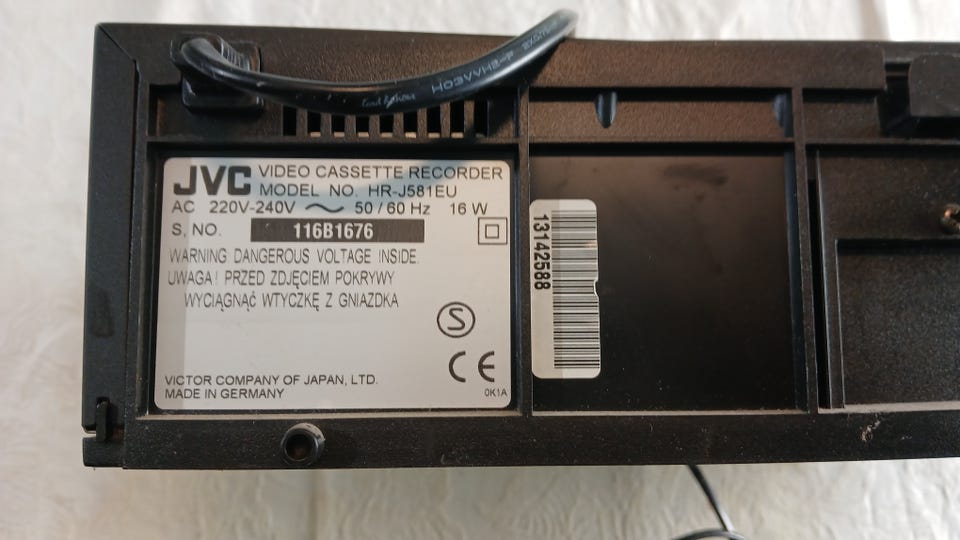 H03VVH2-F
JVC VIDEO CASSETTE RECORDER
MODEL NO. HR-J581EU
AC 220V-240V ~ 50/60 Hz 16 W
S, NO. 116B1676
WARNING DANGEROUS VOLTAGE INSIDE.
UWAGA! PRZED ZDJĘCIEM POKRYWY
WYCIĄGNĄĆ WTYCZKĘ Z GNIAZDKA
S
CE
VICTOR COMPANY OF JAPAN, LTD.
MADE IN GERMANY
0K1A
13142588